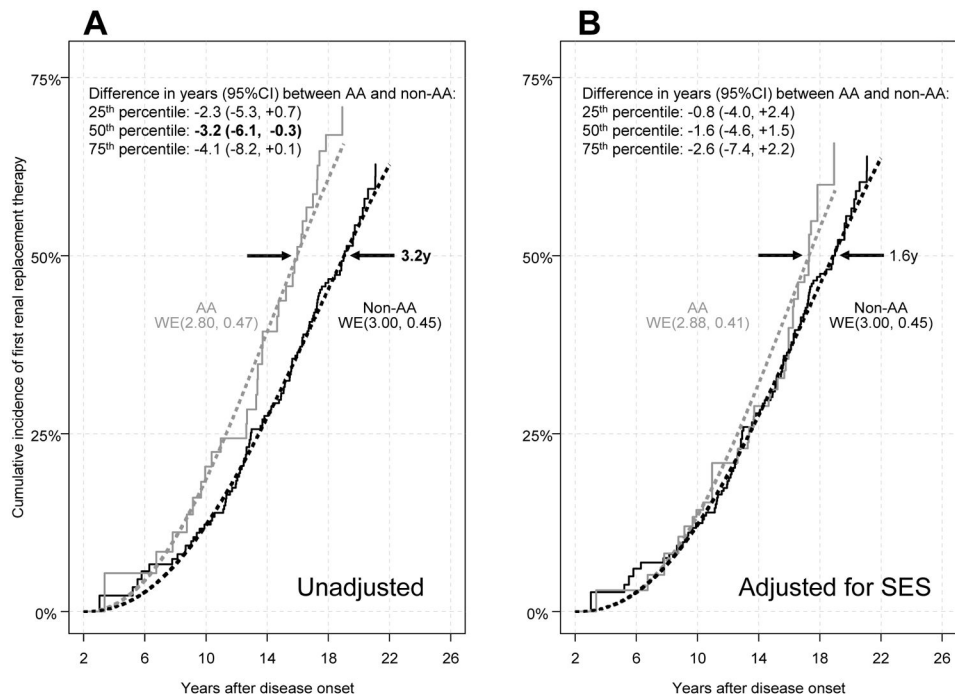 A
Cumulative incidence of first renal replacement therapy
75%
50%
25%
0%
Difference in years (95%CI) between AA and non-AA:
25th percentile: -2.3 (-5.3, +0.7)
50th percentile: -3.2 (-6.1, -0.3)
75th percentile: -4.1 (-8.2, +0.1)
3.2y
AA
WE(2.80, 0.47)
Non-AA
WE(3.00, 0.45)
Unadjusted
2 6 10 14 18 22 26
Years after disease onset
B
75%
50%
25%
0%
Difference in years (95%CI) between AA and non-AA:
25th percentile: -0.8 (-4.0, +2.4)
50th percentile: -1.6 (-4.6, +1.5)
75th percentile: -2.6 (-7.4, +2.2)
1.6y
AA
WE(2.88, 0.41)
Non-AA
WE(3.00, 0.45)
Adjusted for SES
2 6 10 14 18 22 26
Years after disease onset